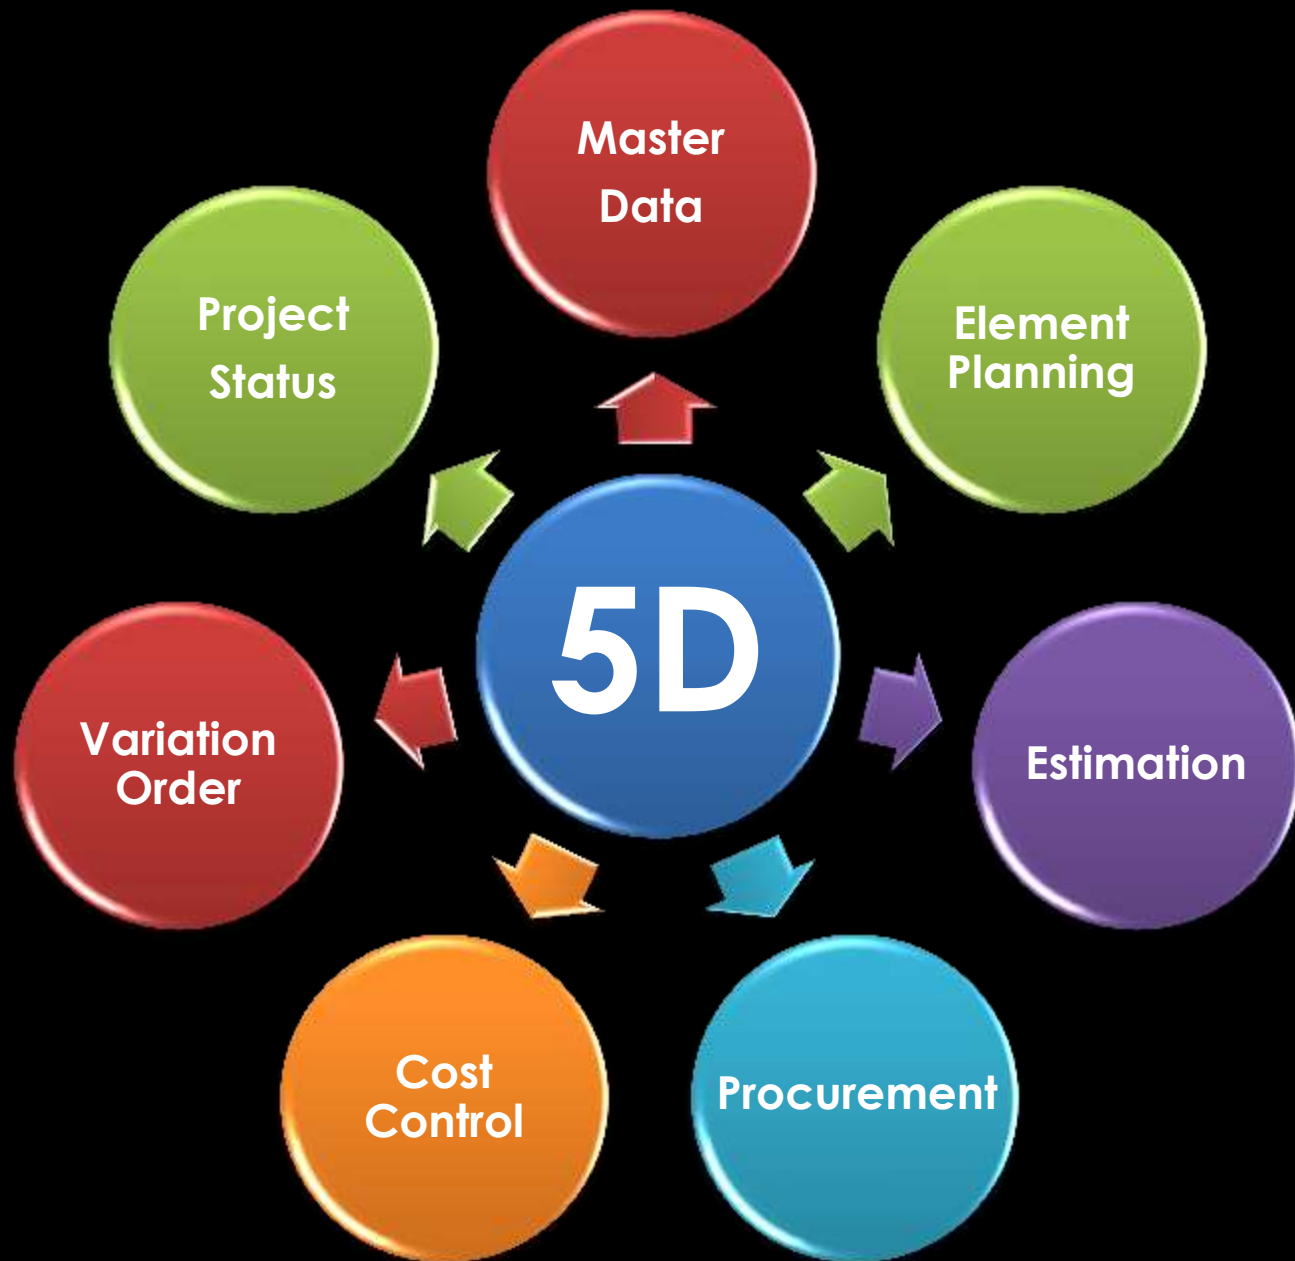 Master
Data
Element
Planning
Estimation
Procurement
Cost
Control
Variation
Order
Project
Status
5D